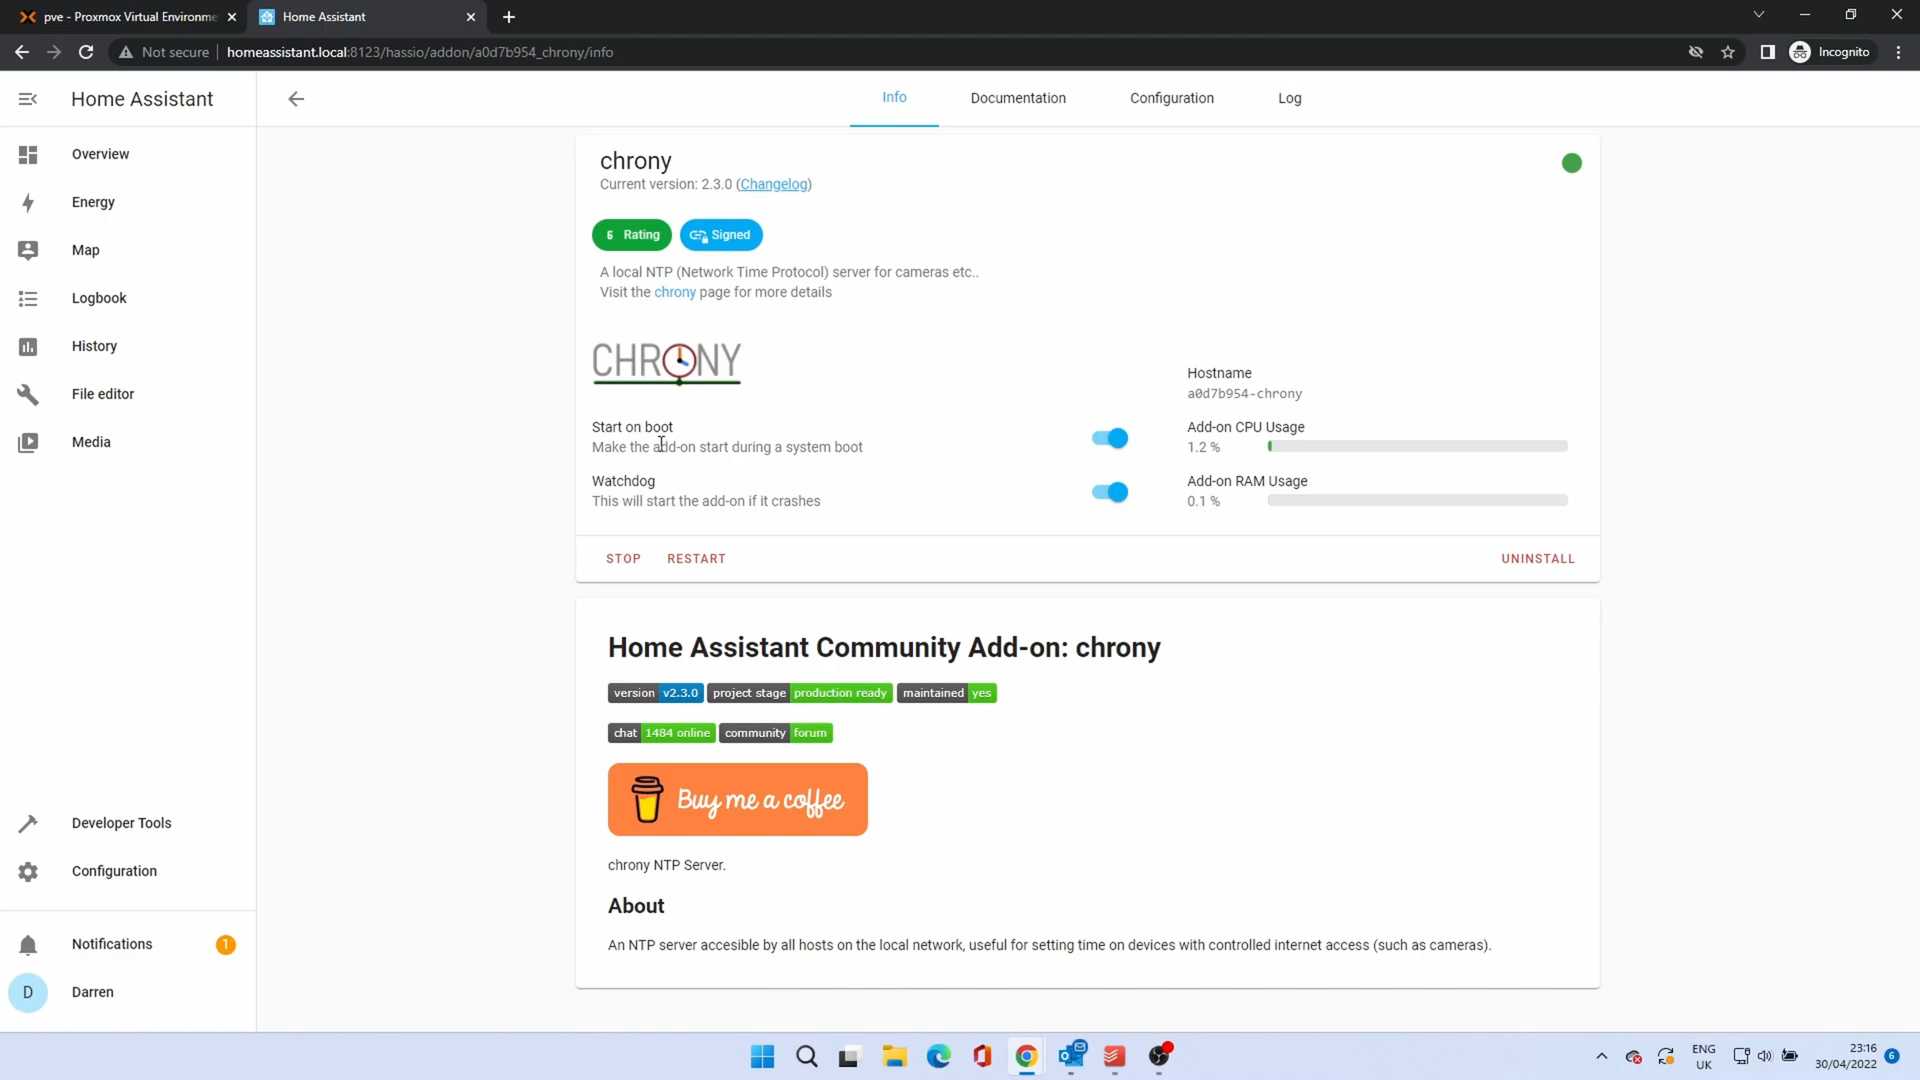 pve - Proxmox Virtual Environme
Home Assistant
Not secure
homeassistant.local:8123/hassio/addon/a0d7b954_chrony/info
Incognito
Home Assistant
Info
Documentation
Configuration
Log
Overview
Energy
Map
Logbook
History
File editor
Media
Developer Tools
Configuration
Notifications
1
D
Darren
chrony
Current version: 2.3.0 (Changelog)
6 Rating
Signed
A local NTP (Network Time Protocol) server for cameras etc..
Visit the chrony page for more details
CHRONY
Hostname
a0d7b954-chrony
Start on boot
Make the add-on start during a system boot
Add-on CPU Usage
1.2 %
Watchdog
This will start the add-on if it crashes
Add-on RAM Usage
0.1 %
STOP
RESTART
UNINSTALL
Home Assistant Community Add-on: chrony
version v2.3.0 project stage production ready maintained yes
chat 1484 online community forum
Buy me a coffee
chrony NTP Server.
About
An NTP server accesible by all hosts on the local network, useful for setting time on devices with controlled internet access (such as cameras).
ENG
UK
23:16
30/04/2022
6